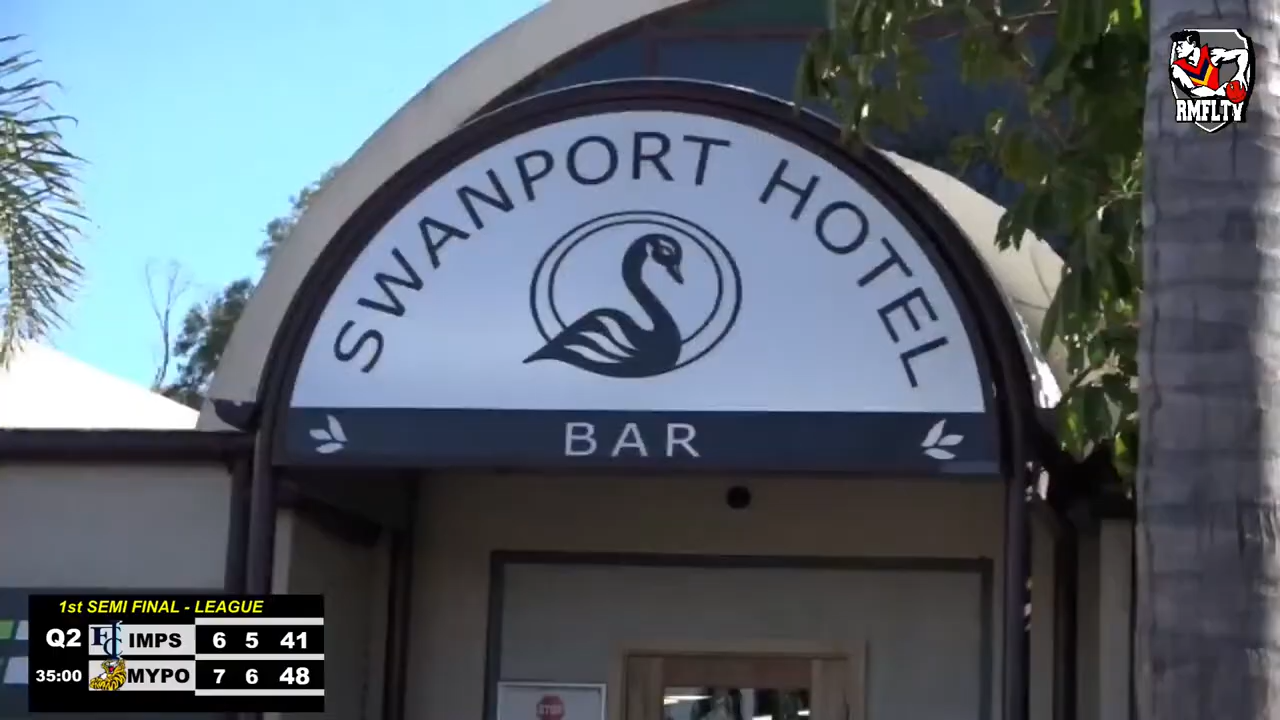 RMFLTV
SWANPORT HOTEL
BAR
STOP
1st SEMI FINAL - LEAGUE
Q2 IMPS 6 5 41
35:00 MYPO 7 6 48